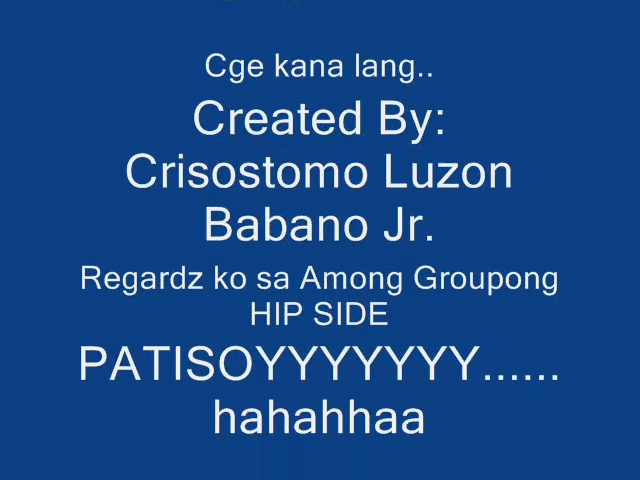 Cge kana lang..
Created By:
Crisostomo Luzon
Babano Jr.
Regardz ko sa Among Groupong
HIP SIDE
PATISOYYYYYYY......
hahahhaa